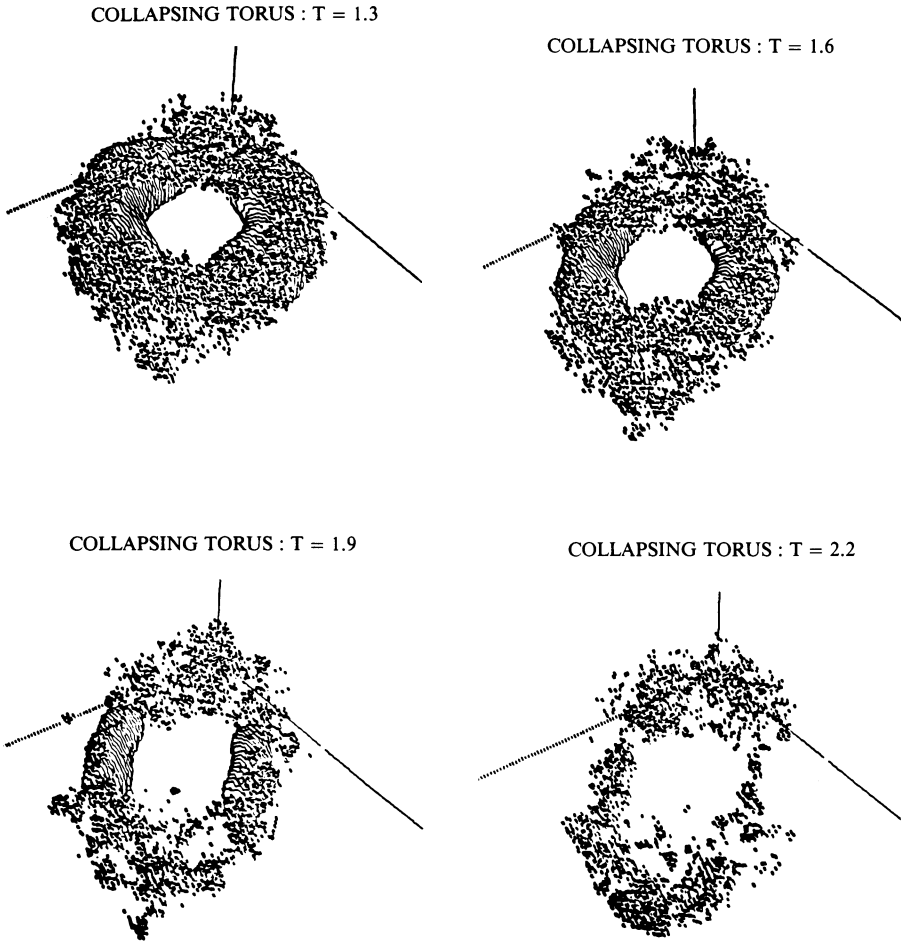 COLLAPSING TORUS : T = 1.3
COLLAPSING TORUS : T = 1.6
COLLAPSING TORUS : T = 1.9
COLLAPSING TORUS : T = 2.2